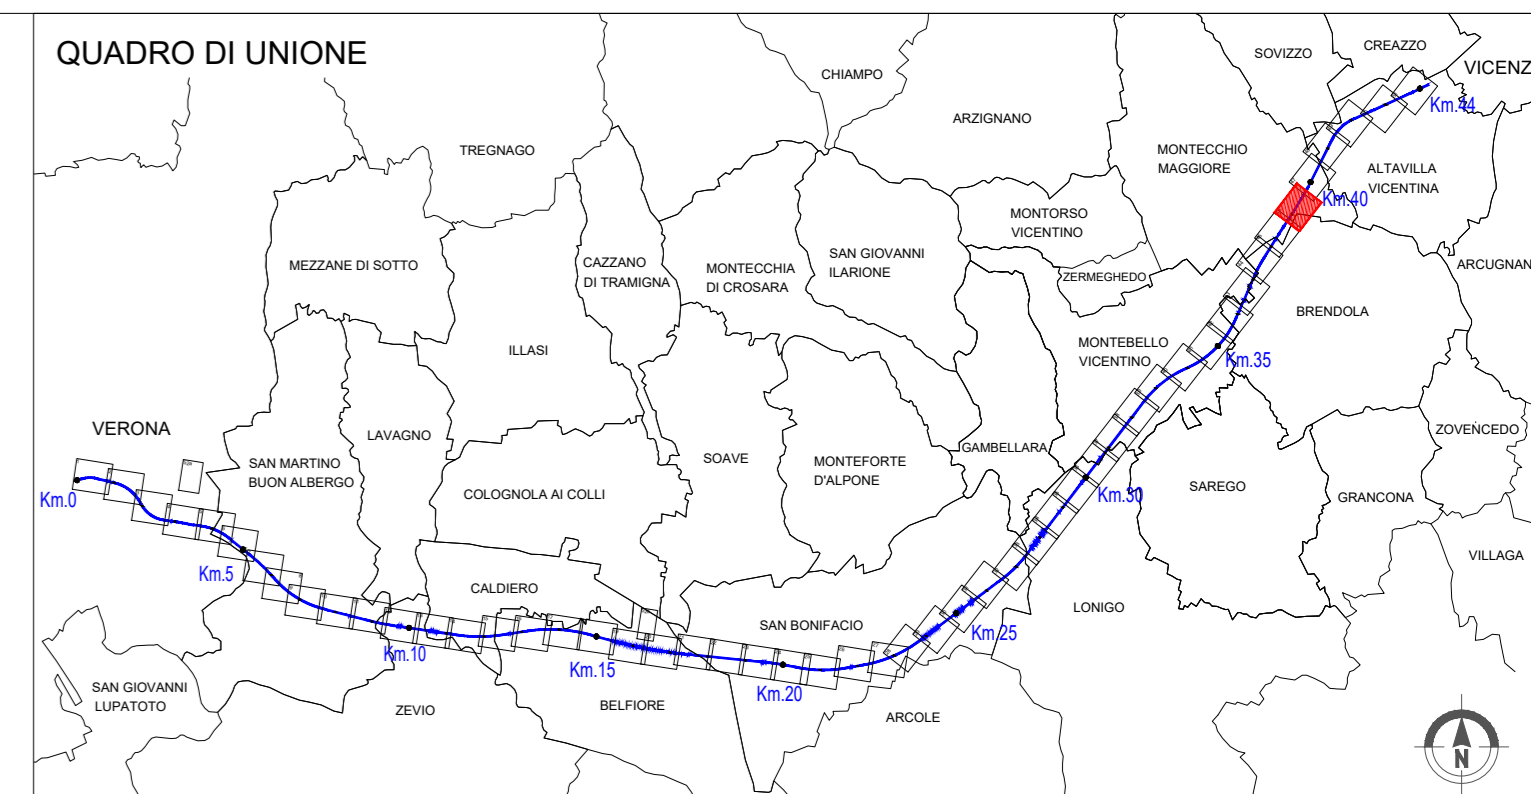 QUADRO DI UNIONE
CREAZZO
SOVIZZO
VICENZ
CHIAMPO
Km.44
ARZIGNANO
TREGNAGO
MONTECCHIO
MAGGIORE
ALTAVILLA
VICENTINA
Km.40
MONTORSO
VICENTINO
SAN GIOVANNI
ILARIONE
CAZZANO
DI TRAMIGNA
MEZZANE DI SOTTO
MONTECCHIA
DI CROSARA
ZERMEGHEDO
ARCUGNAN
BRENDOLA
ILLASI
MONTEBELLO
VICENTINO
Km.35
VERONA
LAVAGNO
ZOVENCEDO
GAMBELLARA
SOAVE
MONTEFORTE
D'ALPONE
SAN MARTINO
BUON ALBERGO
COLOGNOLA AI COLLI
SAREGO
GRANCONA
Km.0
Km.30
VILLAGA
Km.5
CALDIERO
LONIGO
SAN BONIFACIO
Km.25
Km.10
Km.15
SAN GIOVANNI
LUPATOTO
Km.20
ZEVIO
BELFIORE
ARCOLE
N